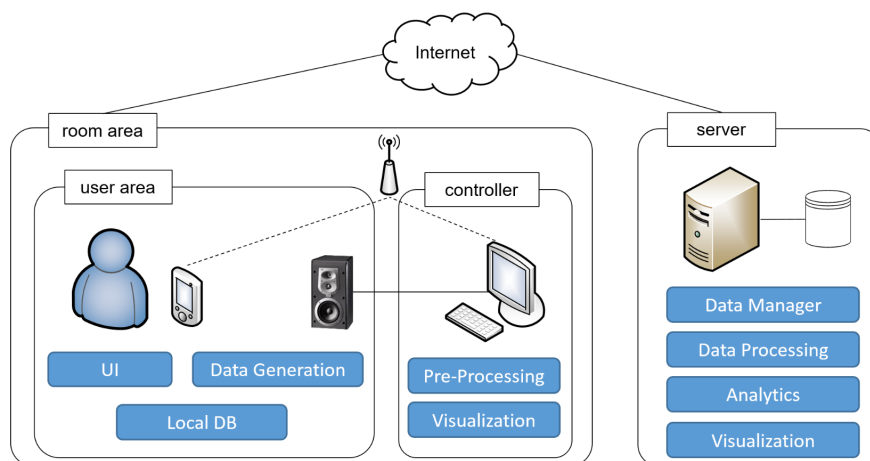 Internet
room area
server
user area
controller
UI
Data Generation
Local DB
Pre-Processing
Visualization
Data Manager
Data Processing
Analytics
Visualization